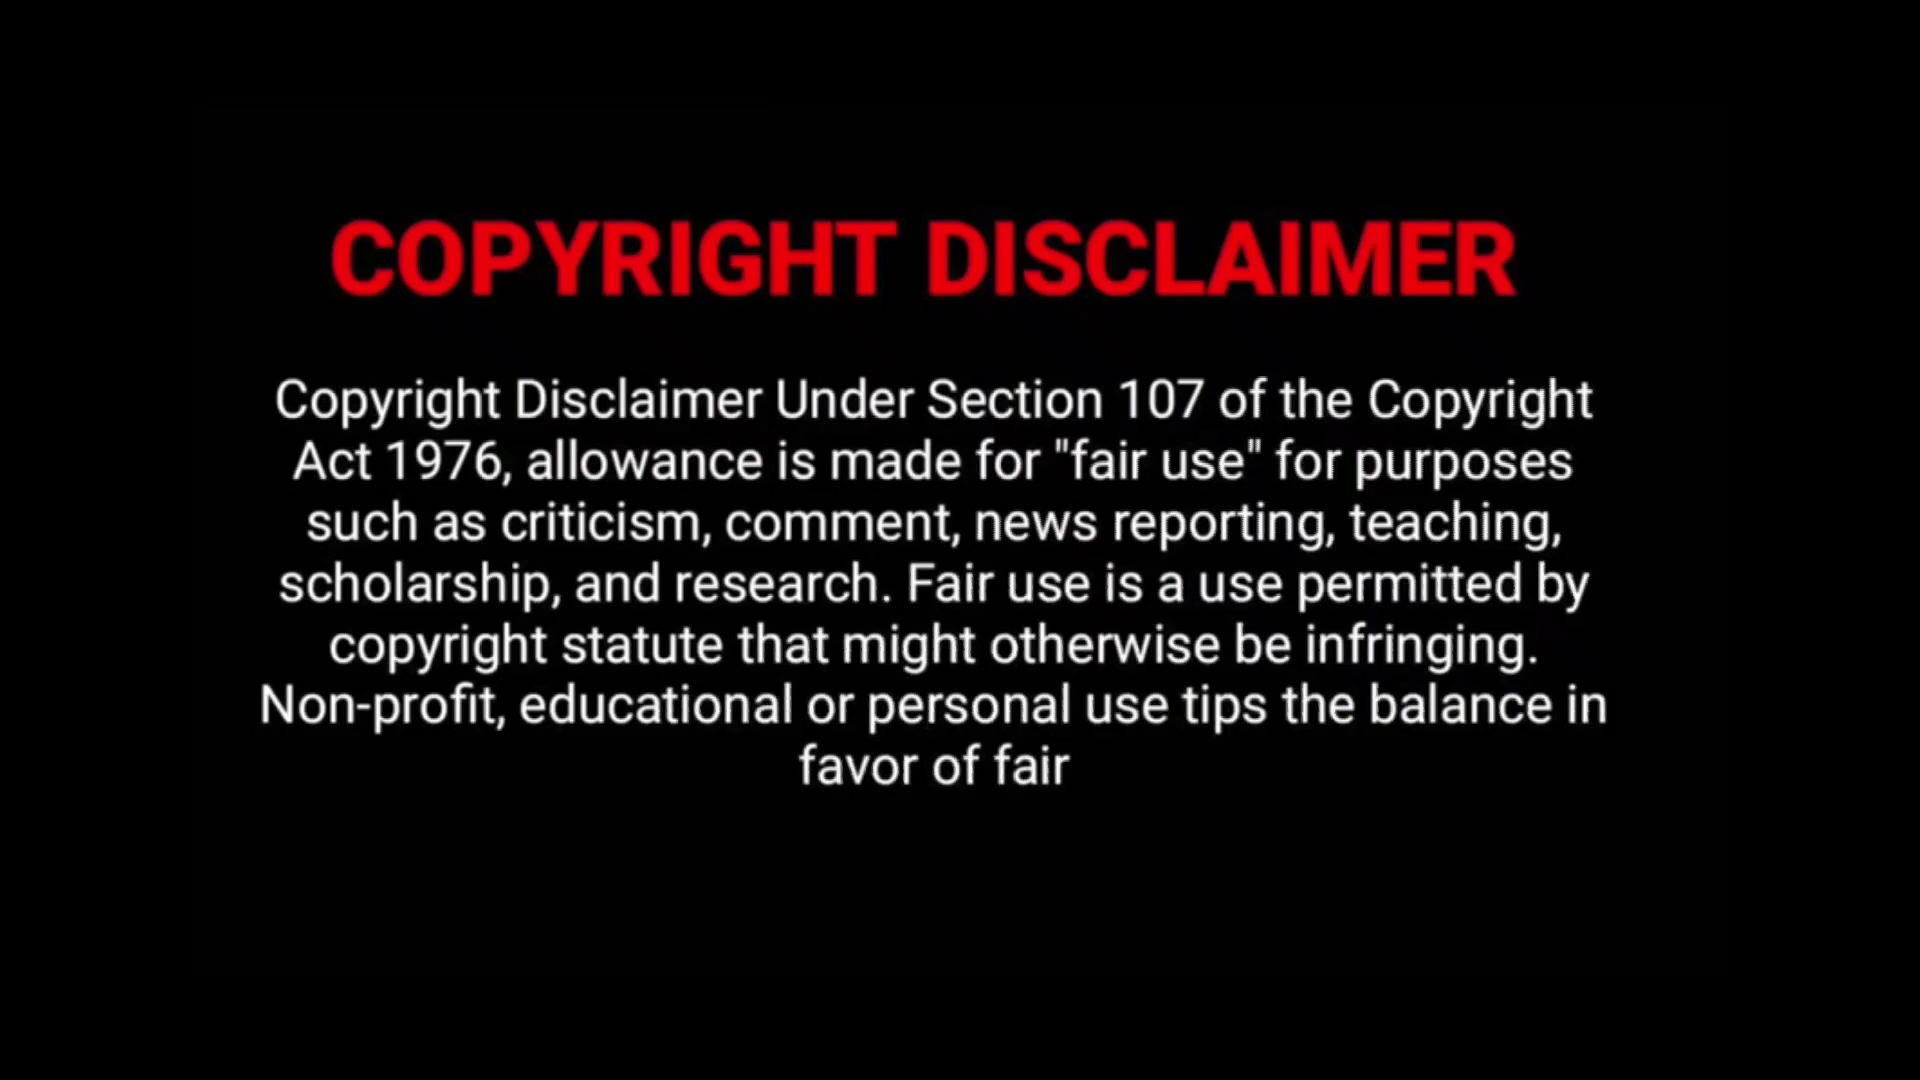 COPYRIGHT DISCLAIMER
Copyright Disclaimer Under Section 107 of the Copyright
Act 1976, allowance is made for "fair use" for purposes
such as criticism, comment, news reporting, teaching,
scholarship, and research. Fair use is a use permitted by
copyright statute that might otherwise be infringing.
Non-profit, educational or personal use tips the balance in
favor of fair